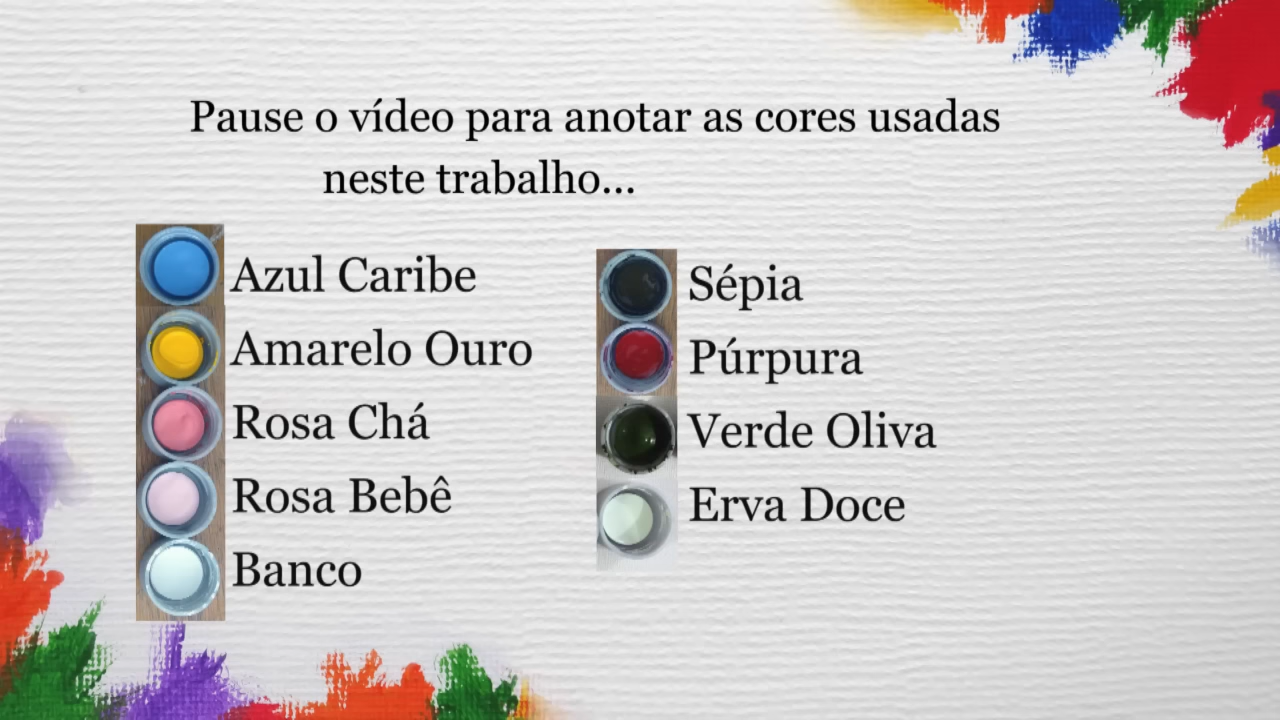 Pause o vídeo para anotar as cores usadas
neste trabalho...
Azul Caribe
Amarelo Ouro
Rosa Chá
Rosa Bebê
Banco
Sépia
Púrpura
Verde Oliva
Erva Doce